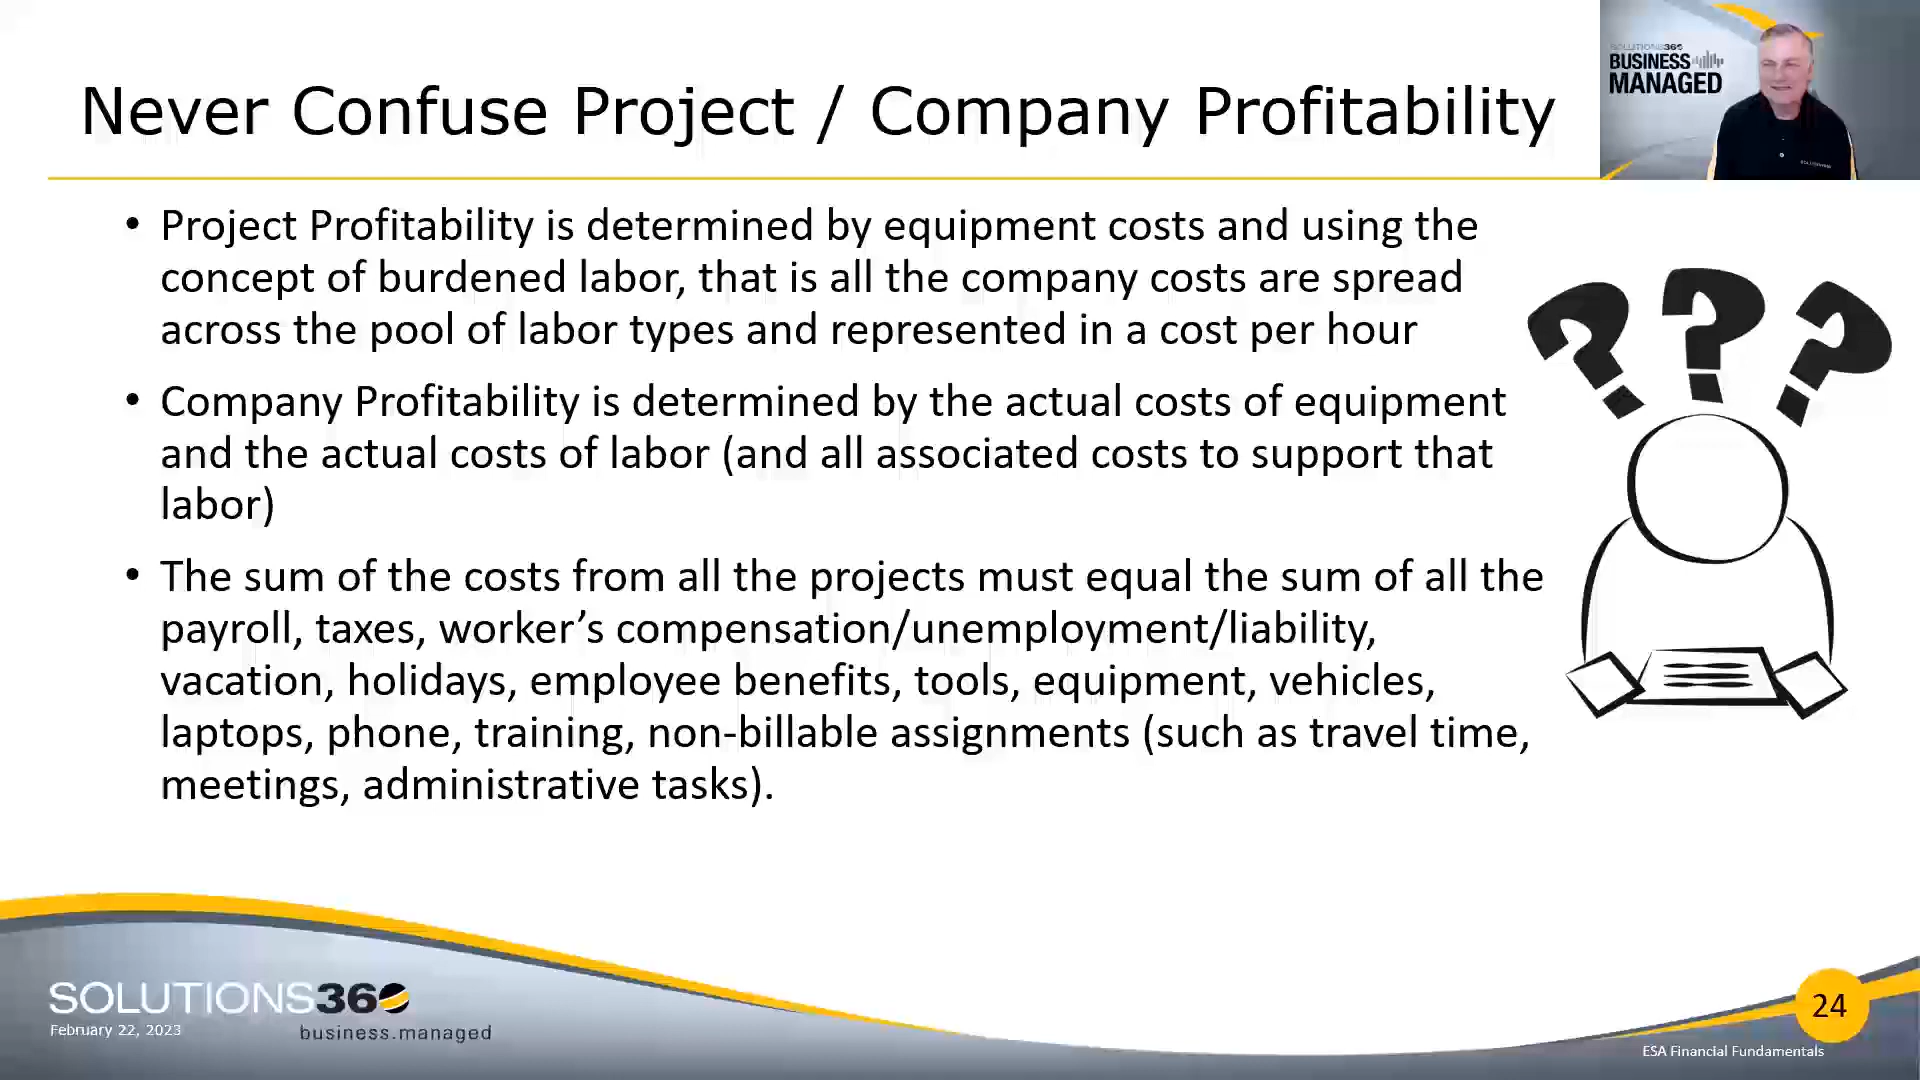 Never Confuse Project / Company Profitability
SOLUTIONS360
BUSINESS
MANAGED
• Project Profitability is determined by equipment costs and using the
concept of burdened labor, that is all the company costs are spread
across the pool of labor types and represented in a cost per hour
• Company Profitability is determined by the actual costs of equipment
and the actual costs of labor (and all associated costs to support that
labor)
• The sum of the costs from all the projects must equal the sum of all the
payroll, taxes, worker’s compensation/unemployment/liability,
vacation, holidays, employee benefits, tools, equipment, vehicles,
laptops, phone, training, non-billable assignments (such as travel time,
meetings, administrative tasks).
???
SOLUTIONS360
February 22, 2023
business.managed
24
ESA Financial Fundamentals